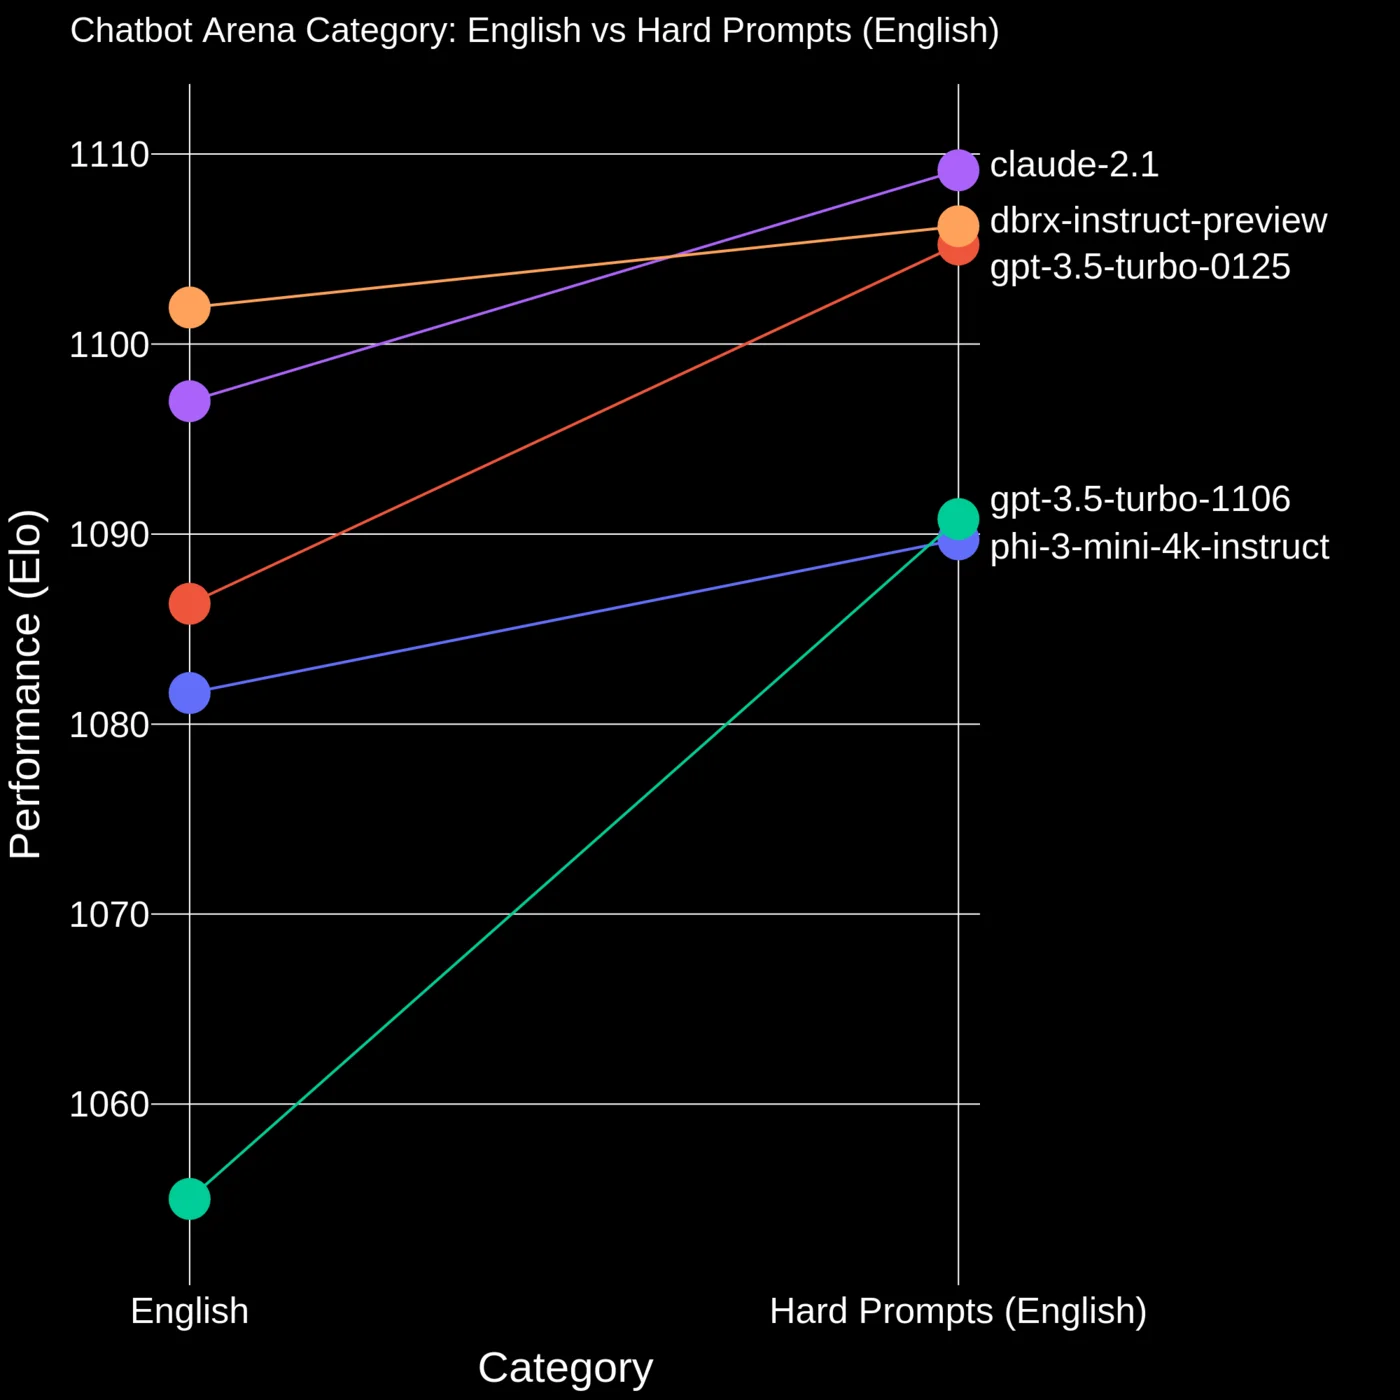 Chatbot Arena Category: English vs Hard Prompts (English)
1110
claude-2.1
dbrx-instruct-preview
gpt-3.5-turbo-0125
1100
gpt-3.5-turbo-1106
1090
phi-3-mini-4k-instruct
Performance (Elo)
1080
1070
1060
English
Hard Prompts (English)
Category